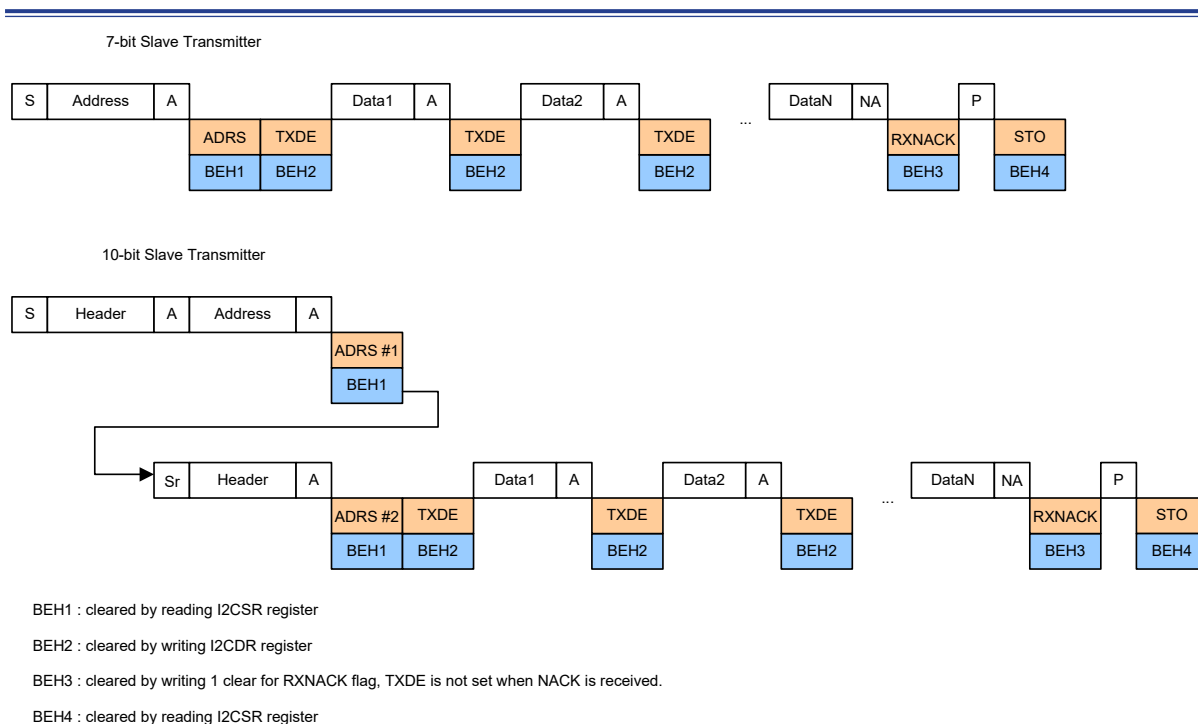 7-bit Slave Transmitter
S Address A Data1 A Data2 A DataN NA P
...
ADRS TXDE TXDE TXDE RXNACK STO
BEH1 BEH2 BEH2 BEH2 BEH3 BEH4
10-bit Slave Transmitter
S Header A Address A
ADRS #1
BEH1
Sr Header A Data1 A Data2 A DataN NA P
...
ADRS #2 TXDE TXDE TXDE RXNACK STO
BEH1 BEH2 BEH2 BEH2 BEH3 BEH4
BEH1 : cleared by reading I2CSR register
BEH2 : cleared by writing I2CDR register
BEH3 : cleared by writing 1 clear for RXNACK flag, TXDE is not set when NACK is received.
BEH4 : cleared by reading I2CSR register